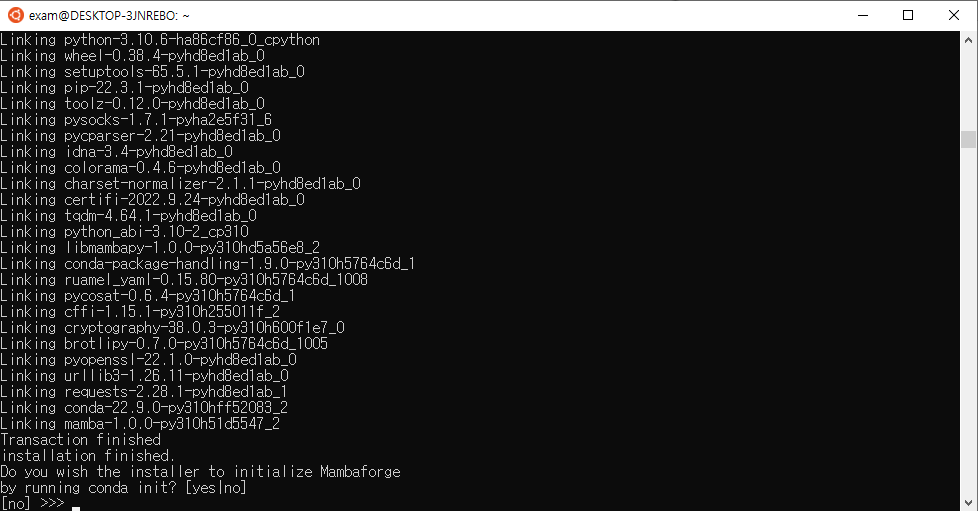 exam@DESKTOP-3JNREBO: ~
Linking python-3.10.6-ha86cf86_0_cpython
Linking wheel-0.38.4-pyhd8ed1ab_0
Linking setuptools-65.5.1-pyhd8ed1ab_0
Linking pip-22.3.1-pyhd8ed1ab_0
Linking toolz-0.12.0-pyhd8ed1ab_0
Linking pysocks-1.7.1-pyha2e5f31_6
Linking pycparser-2.21-pyhd8ed1ab_0
Linking idna-3.4-pyhd8ed1ab_0
Linking colorama-0.4.6-pyhd8ed1ab_0
Linking charset-normalizer-2.1.1-pyhd8ed1ab_0
Linking certifi-2022.9.24-pyhd8ed1ab_0
Linking tqdm-4.64.1-pyhd8ed1ab_0
Linking python_abi-3.10-2_cp310
Linking libmambapy-1.0.0-py310hd5a56e8_2
Linking conda-package-handling-1.9.0-py310h5764c6d_1
Linking ruamel_yaml-0.15.80-py310h5764c6d_1008
Linking pycosat-0.6.4-py310h5764c6d_1
Linking cffi-1.15.1-py310h255011f_2
Linking cryptography-38.0.3-py310h600f1e7_0
Linking brotlipy-0.7.0-py310h5764c6d_1005
Linking pyopenssl-22.1.0-pyhd8ed1ab_0
Linking urllib3-1.26.11-pyhd8ed1ab_0
Linking requests-2.28.1-pyhd8ed1ab_1
Linking conda-22.9.0-py310hff52083_2
Linking mamba-1.0.0-py310h51d5547_2
Transaction finished
installation finished.
Do you wish the installer to initialize Mambaforge
by running conda init? [yes|no]
[no] >>>